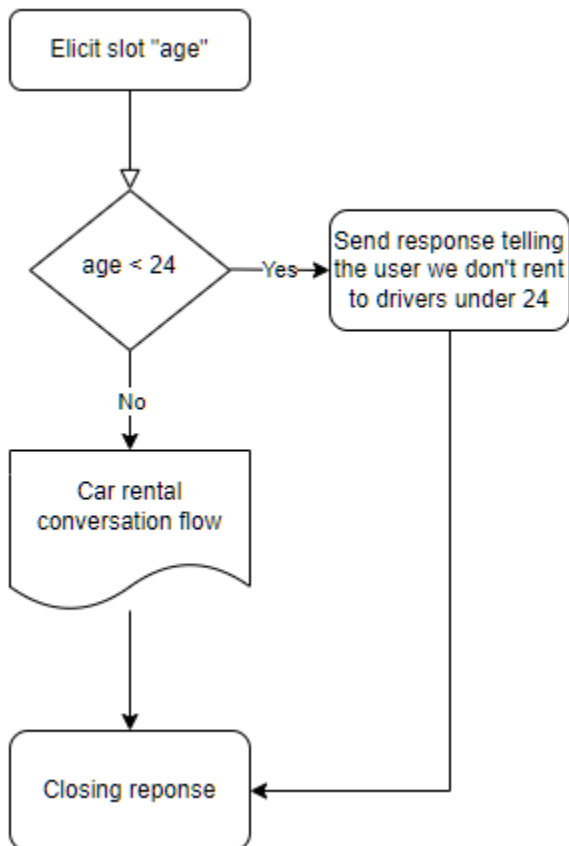 Elicit slot "age"
age < 24
Yes
Send response telling
the user we don't rent
to drivers under 24
No
Car rental
conversation flow
Closing reponse